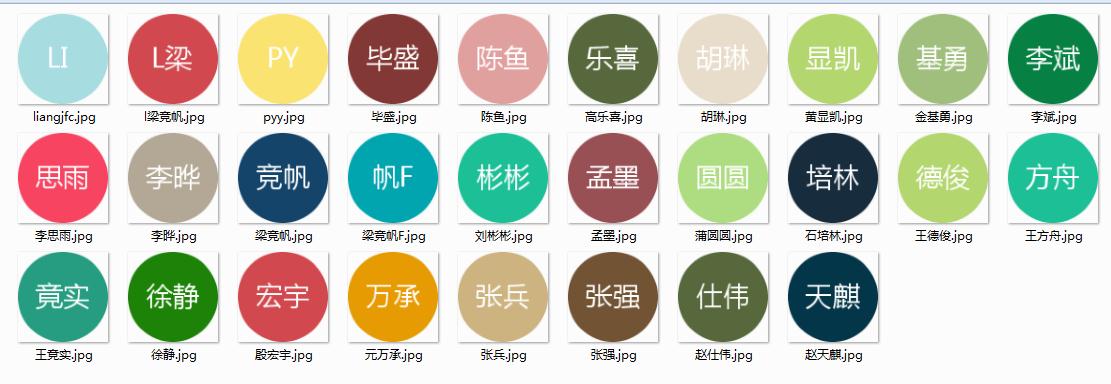 LI L梁 PY 毕盛 陈鱼 乐喜 胡琳 显凯 基勇 李斌
liangjfc.jpg l梁竞帆.jpg pyy.jpg 毕盛.jpg 陈鱼.jpg 高乐喜.jpg 胡琳.jpg 黄显凯.jpg 金基勇.jpg 李斌.jpg
思雨 李晔 竞帆 帆F 彬彬 孟墨 圆圆 培林 德俊 方舟
李思雨.jpg 李晔.jpg 梁竞帆.jpg 梁竞帆F.jpg 刘彬彬.jpg 孟墨.jpg 蒲圆圆.jpg 石培林.jpg 王德俊.jpg 王方舟.jpg
竟实 徐静 宏宇 万承 张兵 张强 仕伟 天麒
王竟实.jpg 徐静.jpg 殷宏宇.jpg 元万承.jpg 张兵.jpg 张强.jpg 赵仕伟.jpg 赵天麒.jpg